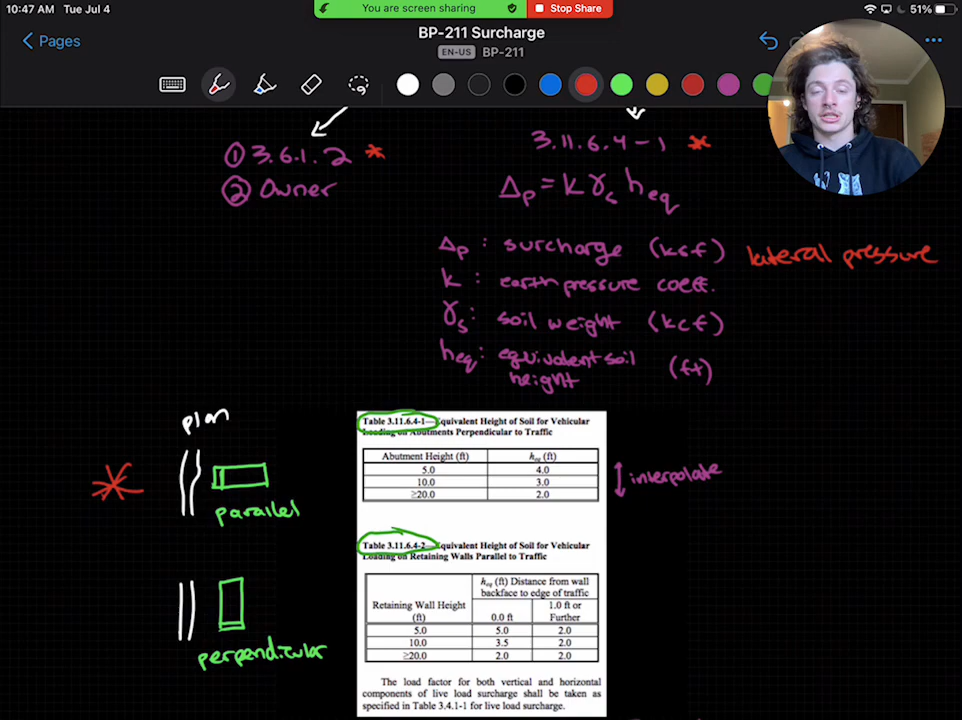 10:47 AM Tue Jul 4
You are screen sharing
Stop Share
51%
Pages
BP-211 Surcharge
EN-US BP-211
① 3.6.1.2 *
② Owner
3.11.6.4-1 *
Δp = k γs heq
Δp : surcharge (ksf) lateral pressure
k : earth pressure coeff.
γs : soil weight (kcf)
heq : equivalent soil height (ft)
plan
parallel
perpendicular
Table 3.11.6.4-1—Equivalent Height of Soil for Vehicular
Loading on Abutments Perpendicular to Traffic
Abutment Height (ft) heq (ft)
5.0 4.0
10.0 3.0
≥20.0 2.0
interpolate
Table 3.11.6.4-2—Equivalent Height of Soil for Vehicular
Loading on Retaining Walls Parallel to Traffic
heq (ft) Distance from wall
backface to edge of traffic
Retaining Wall Height
(ft)
0.0 ft
1.0 ft or
Further
5.0 5.0 2.0
10.0 3.5 2.0
≥20.0 2.0 2.0
The load factor for both vertical and horizontal
components of live load surcharge shall be taken as
specified in Table 3.4.1-1 for live load surcharge.